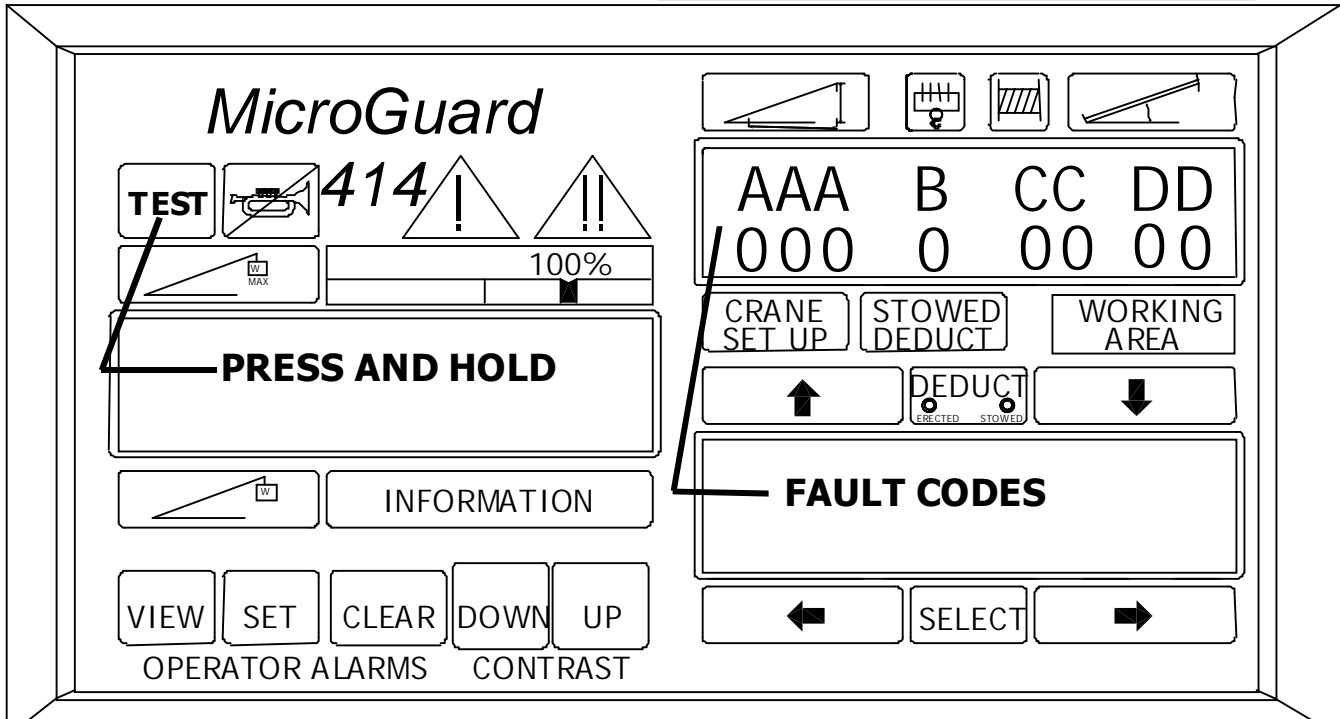 MicroGuard
414
TEST
!
!!
W
MAX
100%
PRESS AND HOLD
W
INFORMATION
VIEW
SET
CLEAR
DOWN
UP
OPERATOR ALARMS
CONTRAST
AAA B CC DD
000 0 00 00
CRANE
SET UP
STOWED
DEDUCT
WORKING
AREA
DEDUCT
ERECTED STOWED
FAULT CODES
SELECT